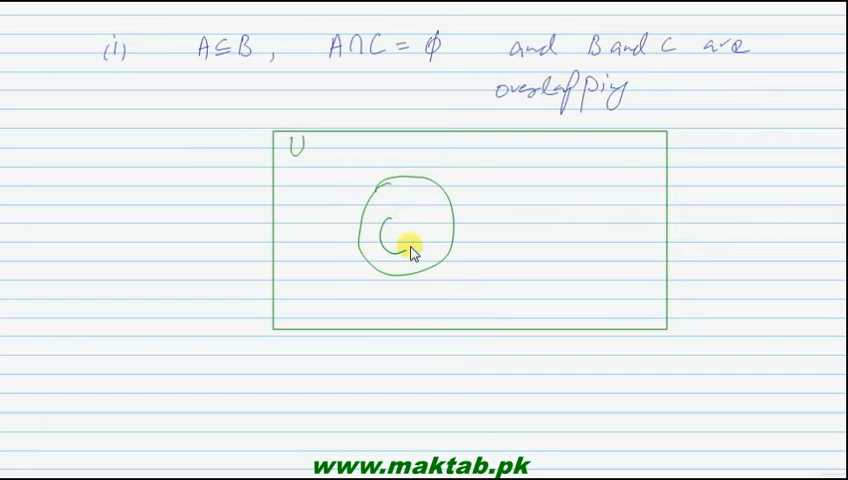 (i) A⊆B, A∩C = ϕ and B and C are
overlapping
U
C
www.maktab.pk